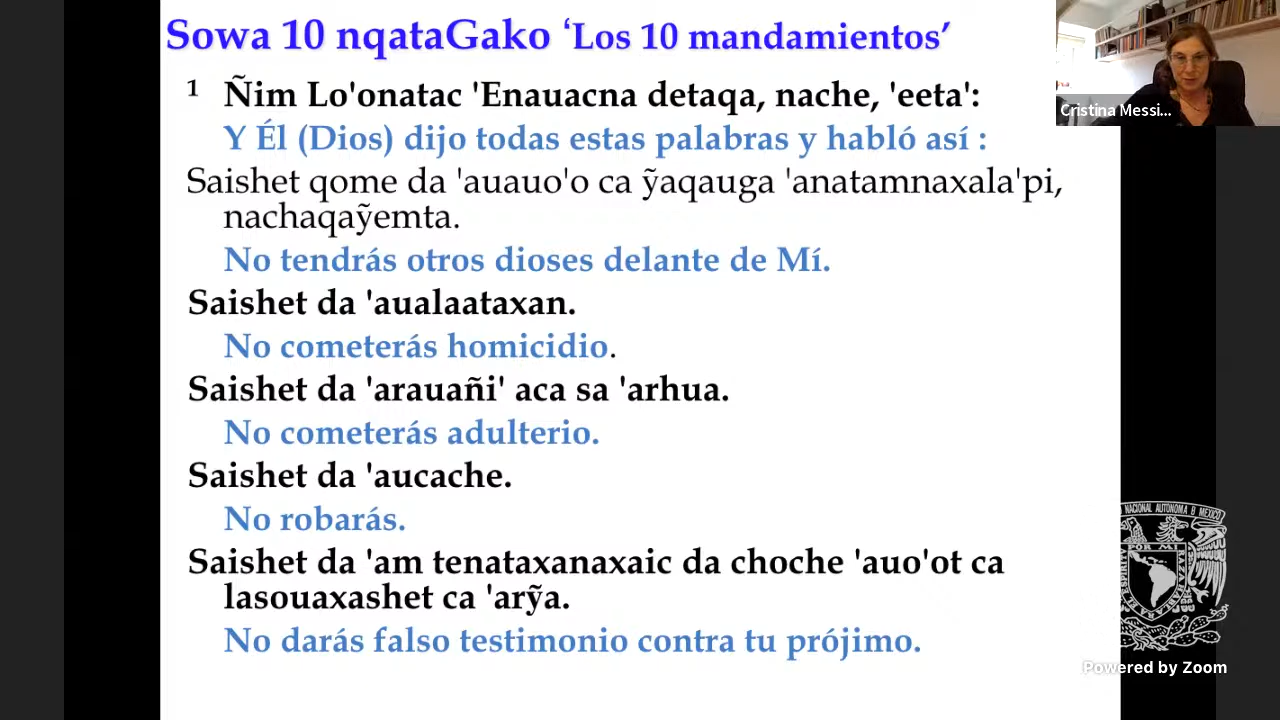 Sowa 10 nqataGako ‘Los 10 mandamientos’
1 Ñim Lo'onatac 'Enauacna detaqa, nache, 'eeta':
Y Él (Dios) dijo todas estas palabras y habló así :
Saishet qome da 'auauo'o ca ỹaqauga 'anatamnaxala'pi,
nachaqaỹemta.
No tendrás otros dioses delante de Mí.
Saishet da 'aualaataxan.
No cometerás homicidio.
Saishet da 'arauañi' aca sa 'arhua.
No cometerás adulterio.
Saishet da 'aucache.
No robarás.
Saishet da 'am tenataxanaxaic da choche 'auo'ot ca
lasouaxashet ca 'arỹa.
No darás falso testimonio contra tu prójimo.
Cristina Messi...
NACIONAL AUTÓNOMA
POR MI
Powered by Zoom